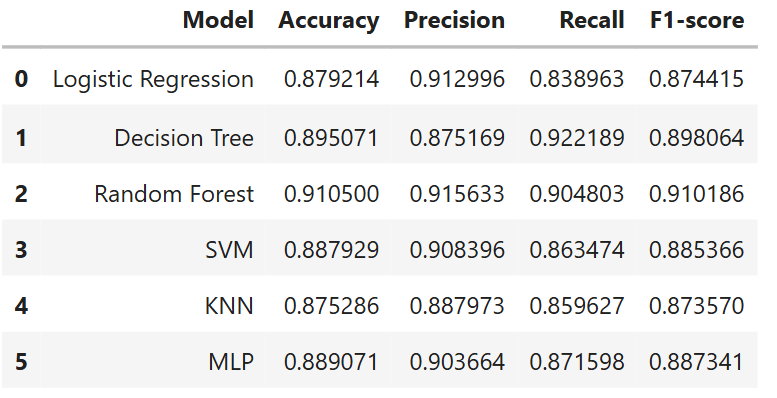 Model Accuracy Precision Recall F1-score
0 Logistic Regression 0.879214 0.912996 0.838963 0.874415
1 Decision Tree 0.895071 0.875169 0.922189 0.898064
2 Random Forest 0.910500 0.915633 0.904803 0.910186
3 SVM 0.887929 0.908396 0.863474 0.885366
4 KNN 0.875286 0.887973 0.859627 0.873570
5 MLP 0.889071 0.903664 0.871598 0.887341